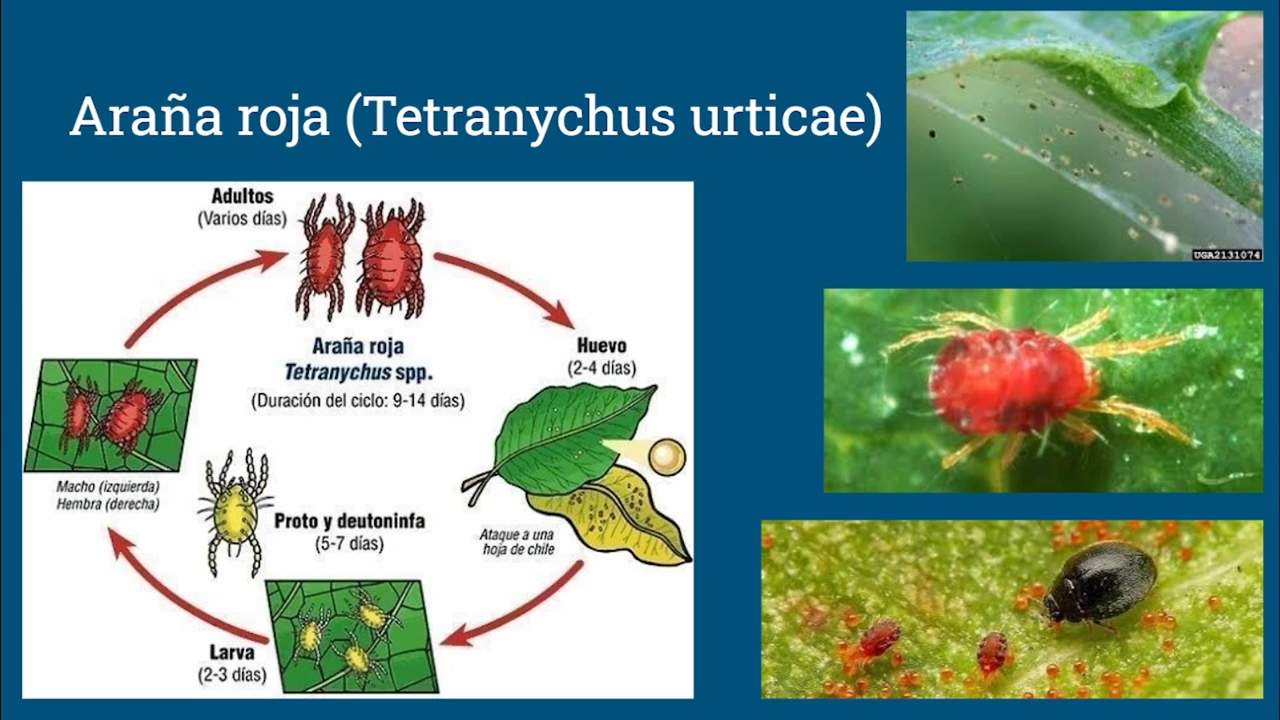 Araña roja (Tetranychus urticae)
UGA2131074
Adultos
(Varios días)
Araña roja
Tetranychus spp.
(Duración del ciclo: 9-14 días)
Huevo
(2-4 días)
Macho (izquierda)
Hembra (derecha)
Proto y deutoninfa
(5-7 días)
Ataque a una
hoja de chile
Larva
(2-3 días)